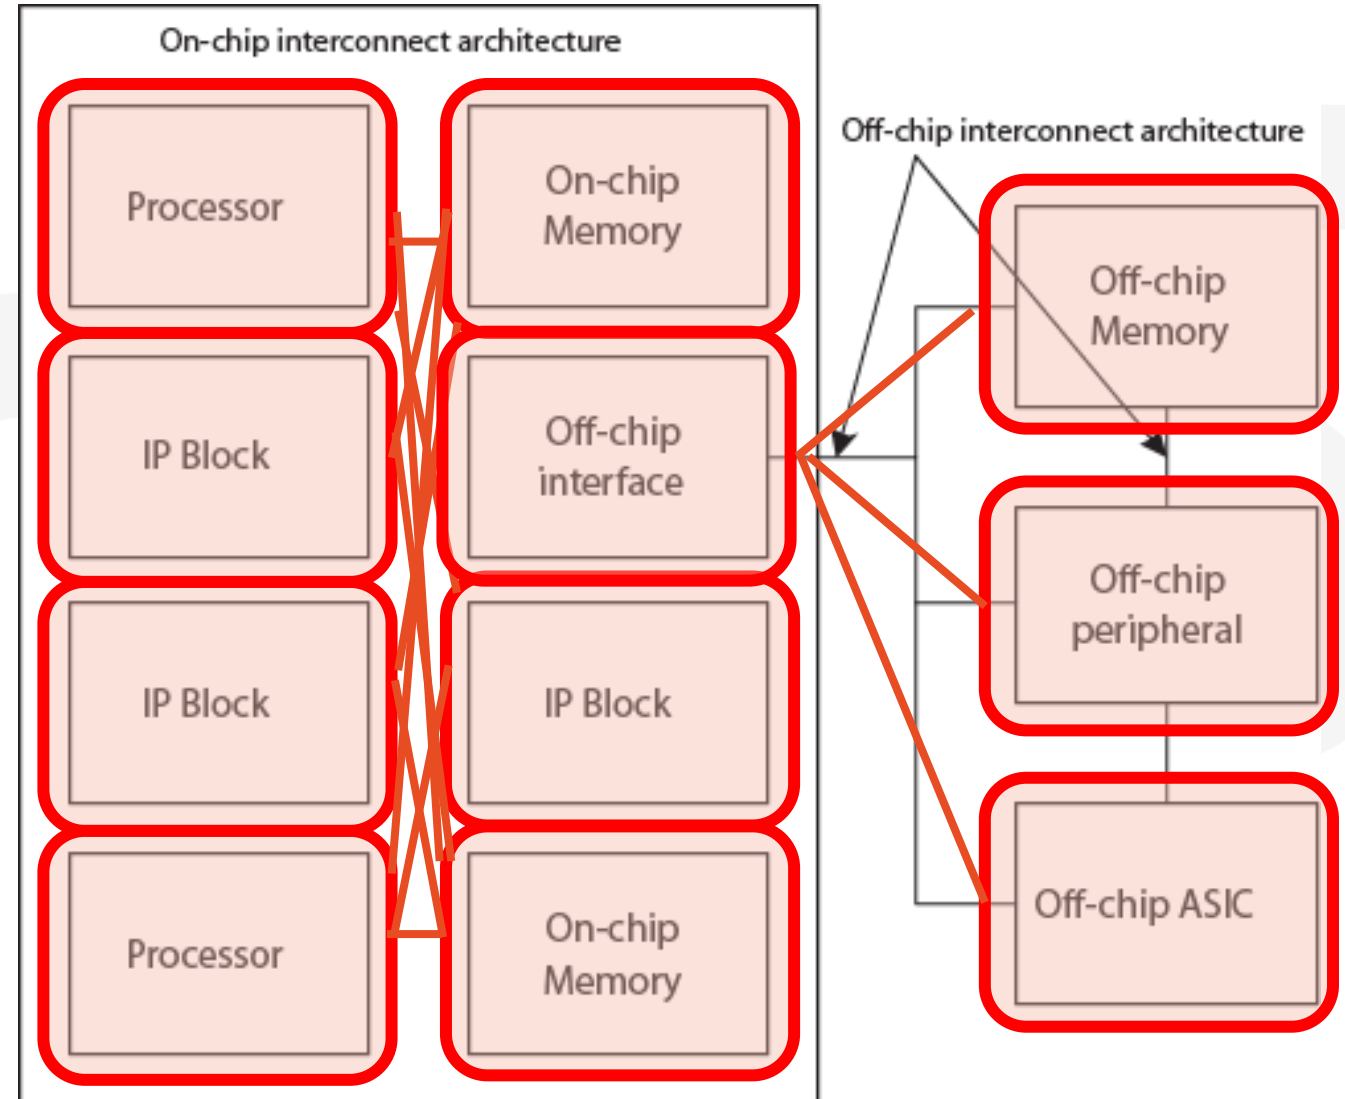 On-chip interconnect architecture
Off-chip interconnect architecture
Processor
On-chip
Memory
Off-chip
Memory
IP Block
Off-chip
interface
Off-chip
peripheral
IP Block
IP Block
Off-chip ASIC
Processor
On-chip
Memory